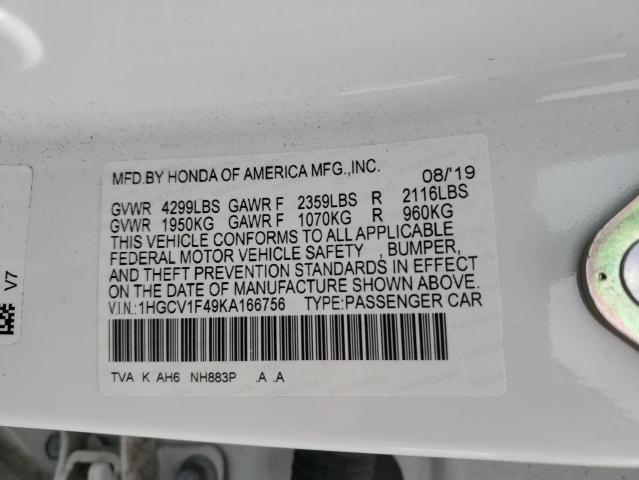 MFD.BY HONDA OF AMERICA MFG.,INC. 08/'19
GVWR 4299LBS GAWR F 2359LBS R 2116LBS
GVWR 1950KG GAWR F 1070KG R 960KG
THIS VEHICLE CONFORMS TO ALL APPLICABLE
FEDERAL MOTOR VEHICLE SAFETY , BUMPER,
AND THEFT PREVENTION STANDARDS IN EFFECT
ON THE DATE OF MANUFACTURE SHOWN ABOVE.
V.I.N.:1HGCV1F49KA166756 TYPE:PASSENGER CAR
TVA K AH6 NH883P .A .A
V7